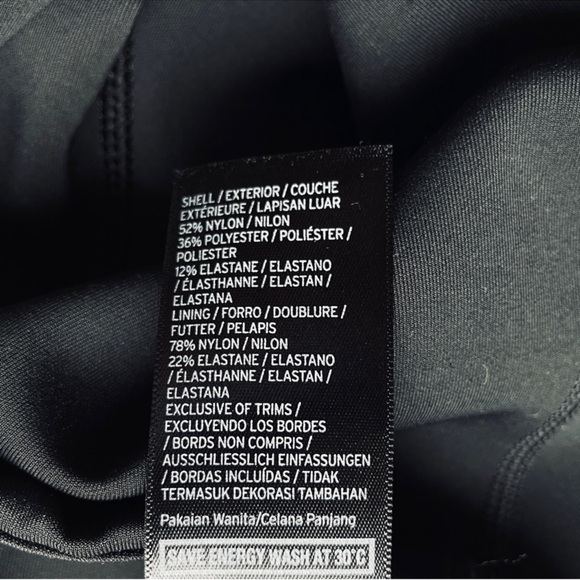 SHELL / EXTERIOR / COUCHE
EXTÉRIEURE / LAPISAN LUAR
52% NYLON / NILON
36% POLYESTER / POLIÉSTER /
POLIESTER
12% ELASTANE / ELASTANO
/ ÉLASTHANNE / ELASTAN /
ELASTANA
LINING / FORRO / DOUBLURE /
FUTTER / PELAPIS
78% NYLON / NILON
22% ELASTANE / ELASTANO
/ ÉLASTHANNE / ELASTAN /
ELASTANA
EXCLUSIVE OF TRIMS /
EXCLUYENDO LOS BORDES
/ BORDS NON COMPRIS /
AUSSCHLIESSLICH EINFASSUNGEN
/ BORDAS INCLUÍDAS / TIDAK
TERMASUK DEKORASI TAMBAHAN
Pakaian Wanita/Celana Panjang
SAVE ENERGY WASH AT 30°C